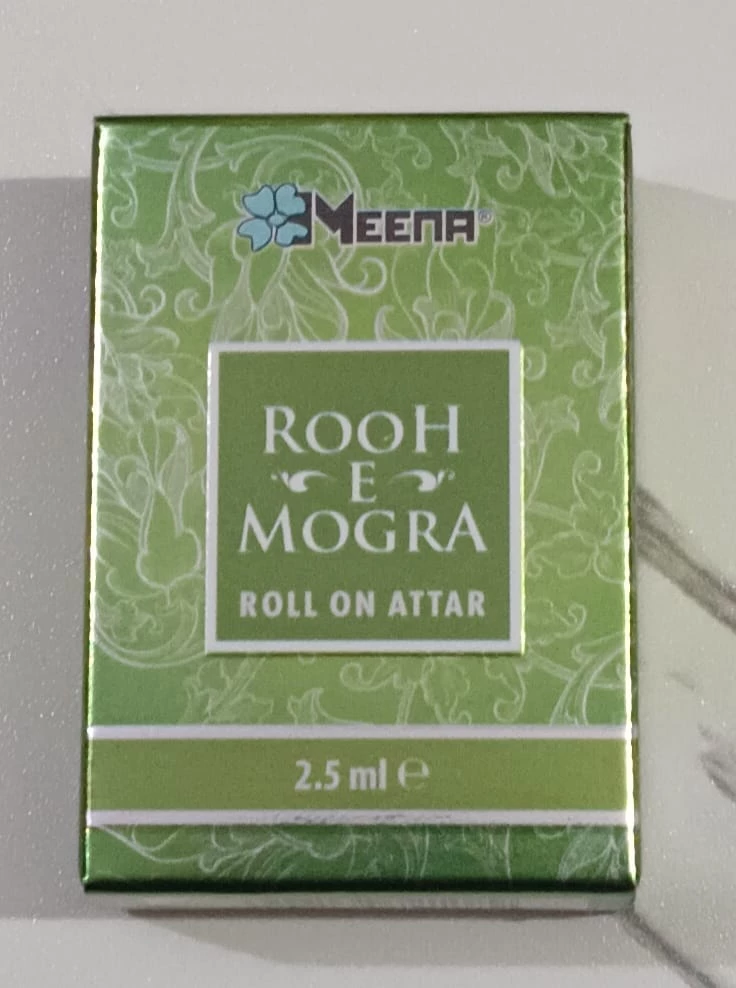 MEENA®
ROOH
E
MOGRA
ROLL ON ATTAR
2.5 ml ℮